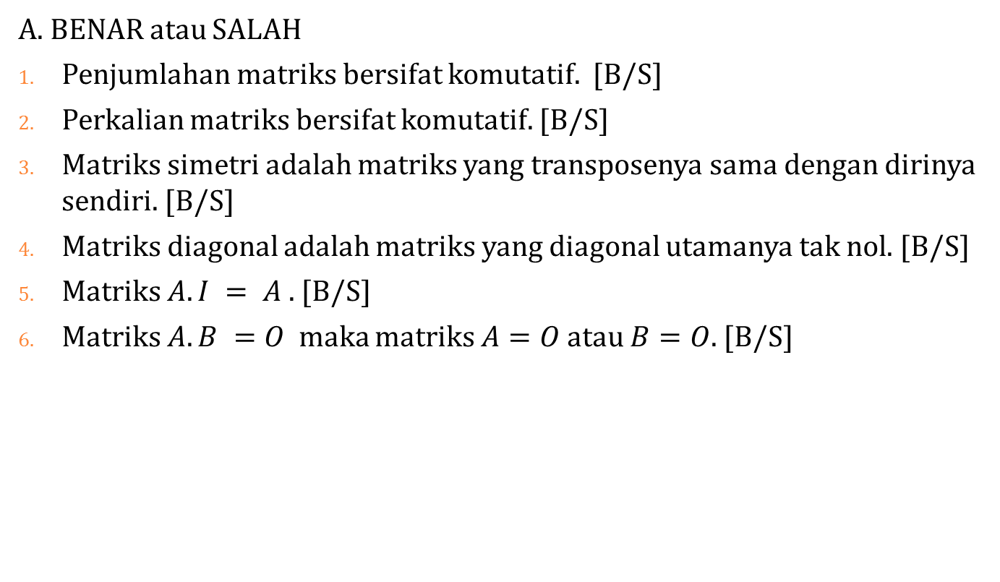 A. BENAR atau SALAH
1. Penjumlahan matriks bersifat komutatif. [B/S]
2. Perkalian matriks bersifat komutatif. [B/S]
3. Matriks simetri adalah matriks yang transposenya sama dengan dirinya
sendiri. [B/S]
4. Matriks diagonal adalah matriks yang diagonal utamanya tak nol. [B/S]
5. Matriks A. I = A . [B/S]
6. Matriks A. B = O maka matriks A = O atau B = O. [B/S]